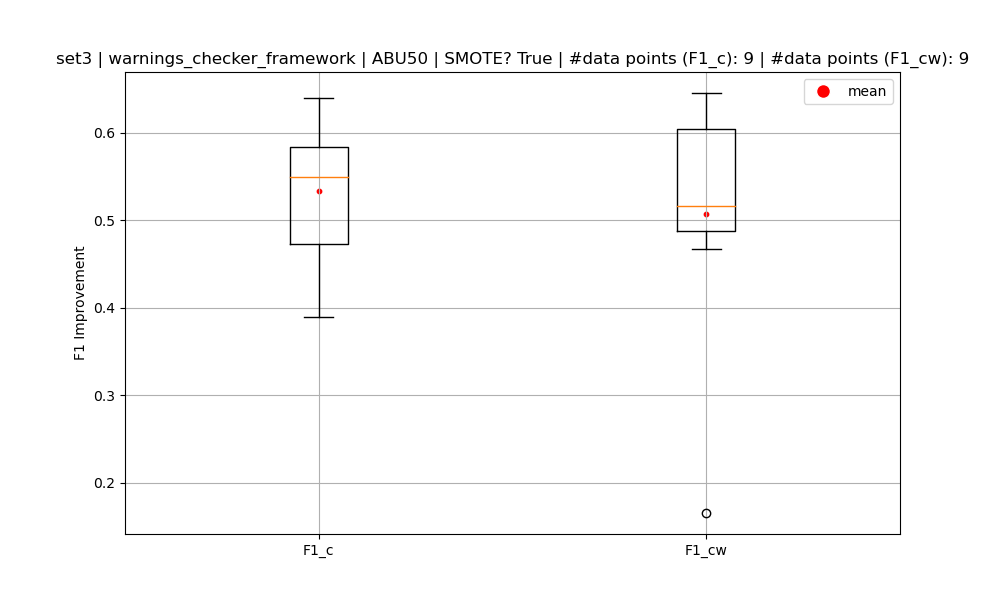 set3 | warnings_checker_framework | ABU50 | SMOTE? True | #data points (F1_c): 9 | #data points (F1_cw): 9
mean
0.6
0.5
0.4
0.3
0.2
F1 Improvement
F1_c
F1_cw